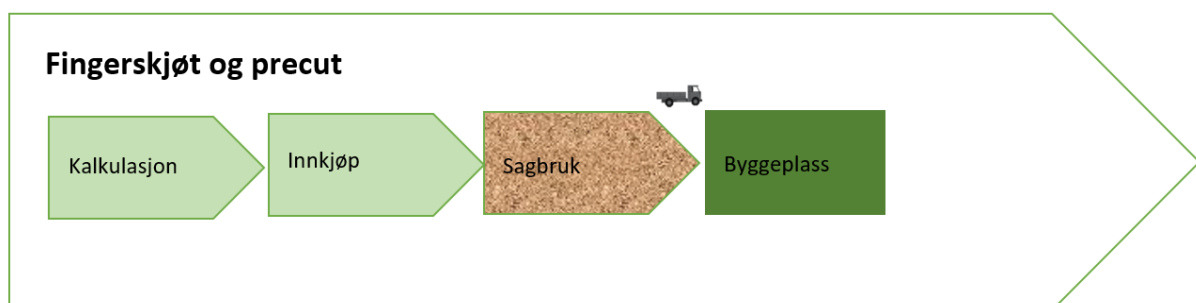 Fingerskjøt og precut
Kalkulasjon
Innkjøp
Sagbruk
Byggeplass